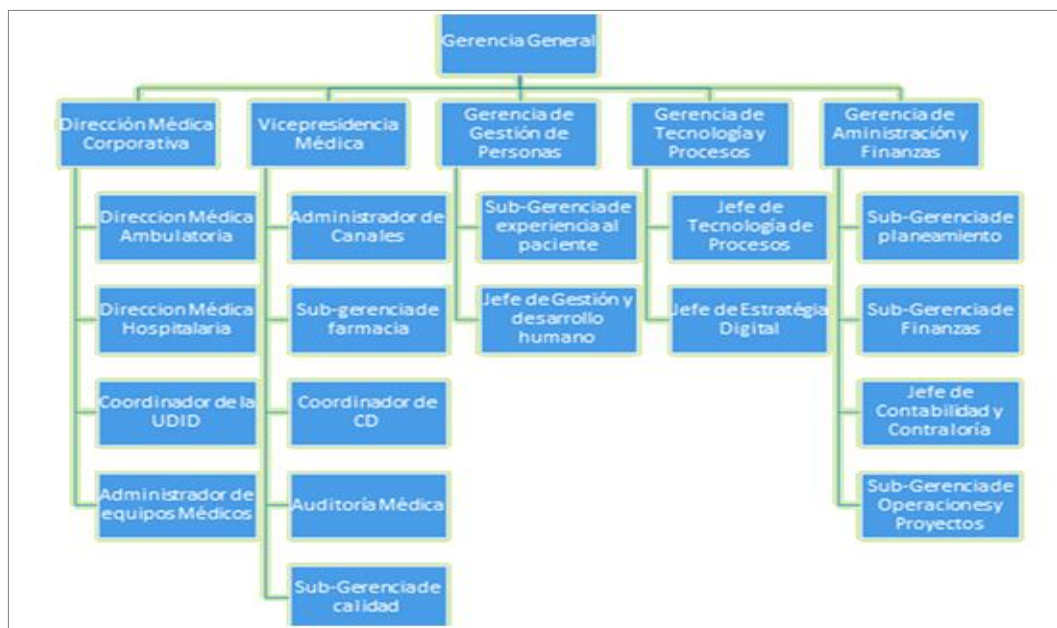 Gerencia General
Dirección Médica
Corporativa
Vicepresidencia
Médica
Gerencia de
Gestión de
Personas
Gerencia de
Tecnología y
Procesos
Gerencia de
Aministración y
Finanzas
Direccion Médica
Ambulatoria
Administrador de
Canales
Sub-Gerencia de
experiencia al
paciente
Jefe de
Tecnología de
Procesos
Sub-Gerencia de
planeamiento
Direccion Médica
Hospitalaria
Sub-gerencia de
farmacia
Jefe de Gestión y
desarrollo
humano
Jefe de Estratégia
Digital
Sub-Gerencia de
Finanzas
Coordinador de la
UDID
Coordinador de
CD
Jefe de
Contabilidad y
Contraloría
Administrador de
equipos Médicos
Auditoría Médica
Sub-Gerencia de
Operaciones y
Proyectos
Sub-Gerencia de
calidad